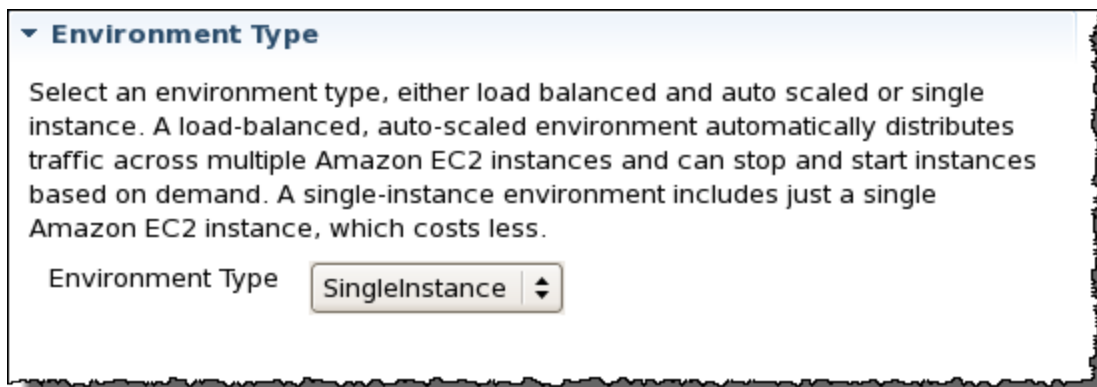 Environment Type
Select an environment type, either load balanced and auto scaled or single
instance. A load-balanced, auto-scaled environment automatically distributes
traffic across multiple Amazon EC2 instances and can stop and start instances
based on demand. A single-instance environment includes just a single
Amazon EC2 instance, which costs less.
Environment Type SingleInstance